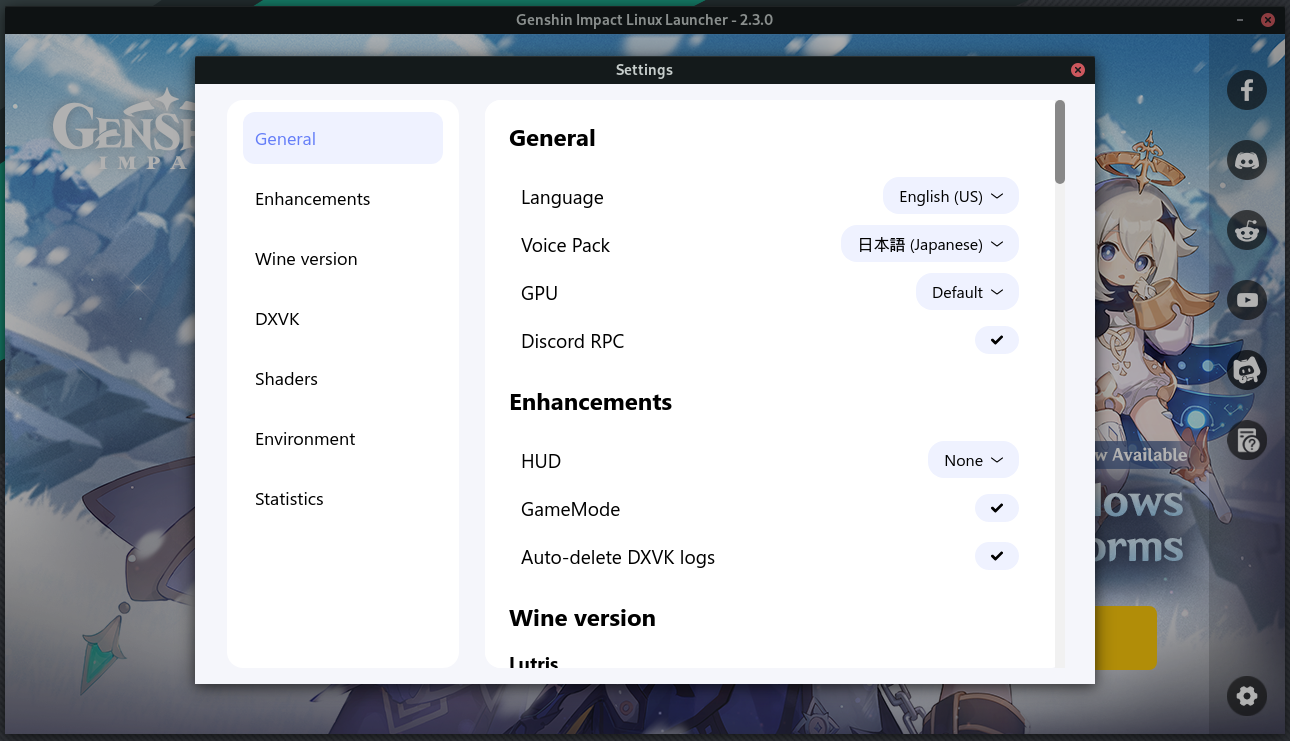 Genshin Impact Linux Launcher - 2.3.0
Settings
GENSH
IMPA
General
Enhancements
Wine version
DXVK
Shaders
Environment
Statistics
General
Language English (US)
Voice Pack 日本語 (Japanese)
GPU Default
Discord RPC
Enhancements
HUD None
GameMode
Auto-delete DXVK logs
Wine version
Lutris
w Available
lows
orms